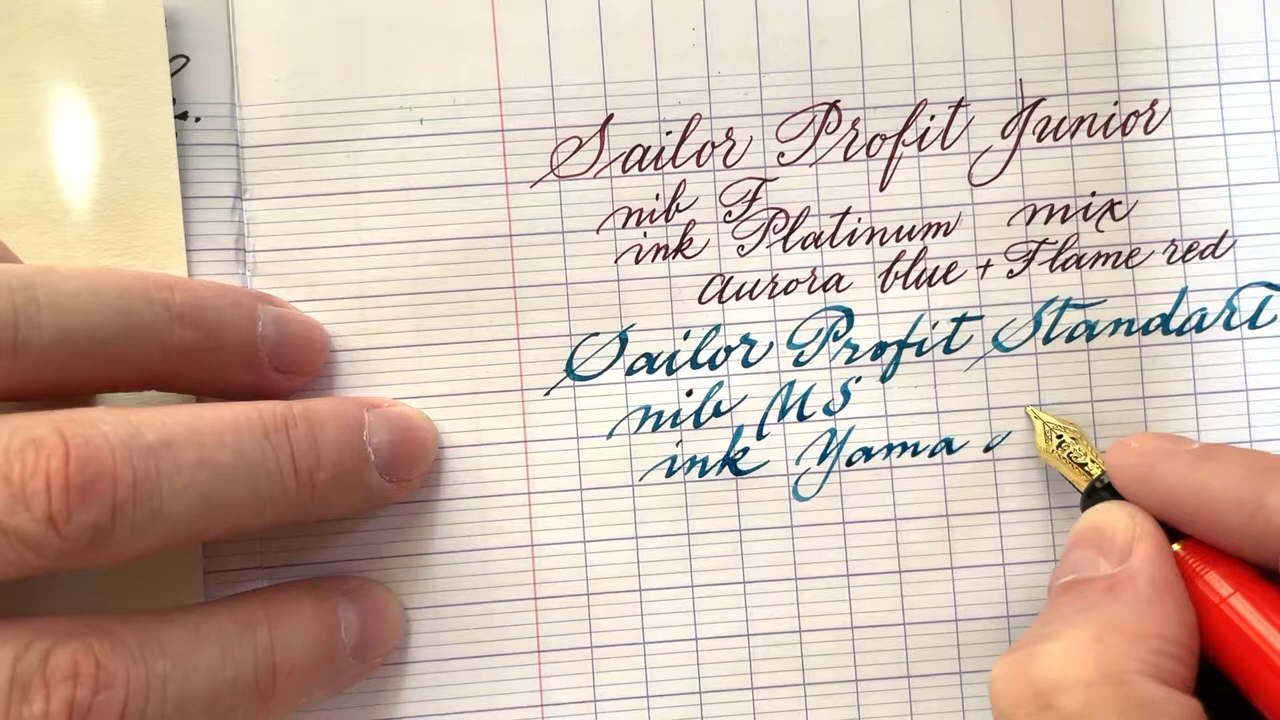 Sailor Profit Junior
nib F
ink Platinum mix
aurora blue + Flame red
Sailor Profit Standart
nib MS
ink Yama